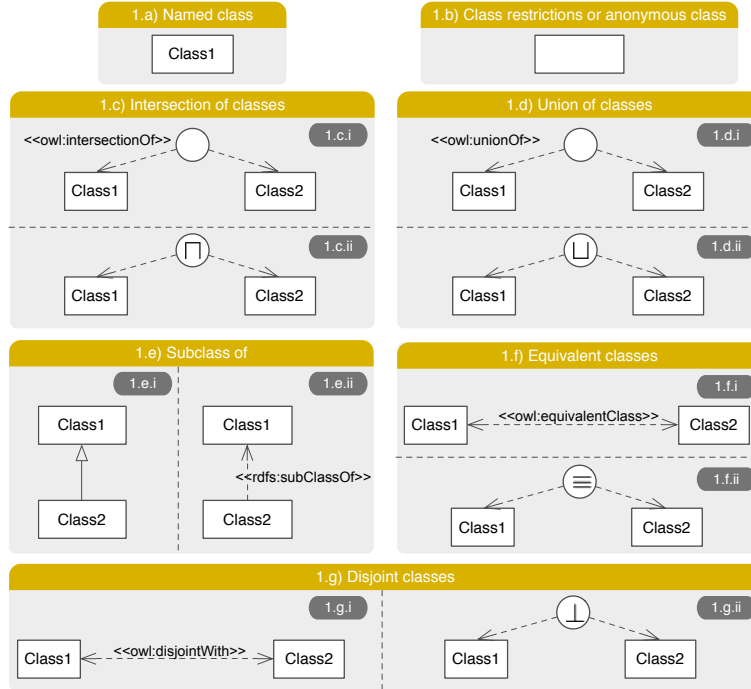 1.a) Named class
Class1
1.b) Class restrictions or anonymous class
1.c) Intersection of classes
1.c.i
<<owl:intersectionOf>>
Class1
Class2
1.c.ii
⊓
Class1
Class2
1.d) Union of classes
1.d.i
<<owl:unionOf>>
Class1
Class2
1.d.ii
⊔
Class1
Class2
1.e) Subclass of
1.e.i
Class1
Class2
1.e.ii
Class1
<<rdfs:subClassOf>>
Class2
1.f) Equivalent classes
1.f.i
Class1
<<owl:equivalentClass>>
Class2
1.f.ii
≡
Class1
Class2
1.g) Disjoint classes
1.g.i
Class1
<<owl:disjointWith>>
Class2
1.g.ii
⊥
Class1
Class2